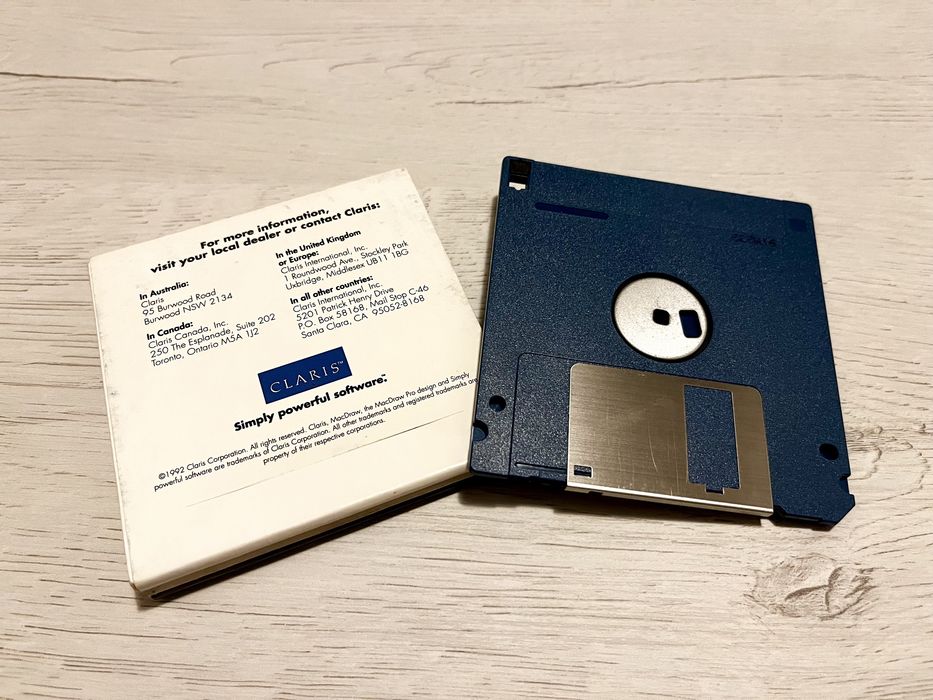 For more information,
visit your local dealer or contact Claris:
In Australia:
Claris
95 Burwood Road
Burwood NSW 2134
In Canada:
Claris Canada, Inc.
250 The Esplanade, Suite 202
Toronto, Ontario M5A 1J2
In the United Kingdom
or Europe:
Claris International, Inc.
1 Roundwood Ave., Stockley Park
Uxbridge, Middlesex UB11 1BG
In all other countries:
Claris International, Inc.
5201 Patrick Henry Drive
P.O. Box 58168, Mail Stop C-46
Santa Clara, CA 95052-8168
CLARIS™
Simply powerful software.™
©1992 Claris Corporation. All rights reserved. Claris, MacDraw, the MacDraw Pro design and Simply
powerful software are trademarks of Claris Corporation. All other trademarks and registered trademarks are
property of their respective corporations.